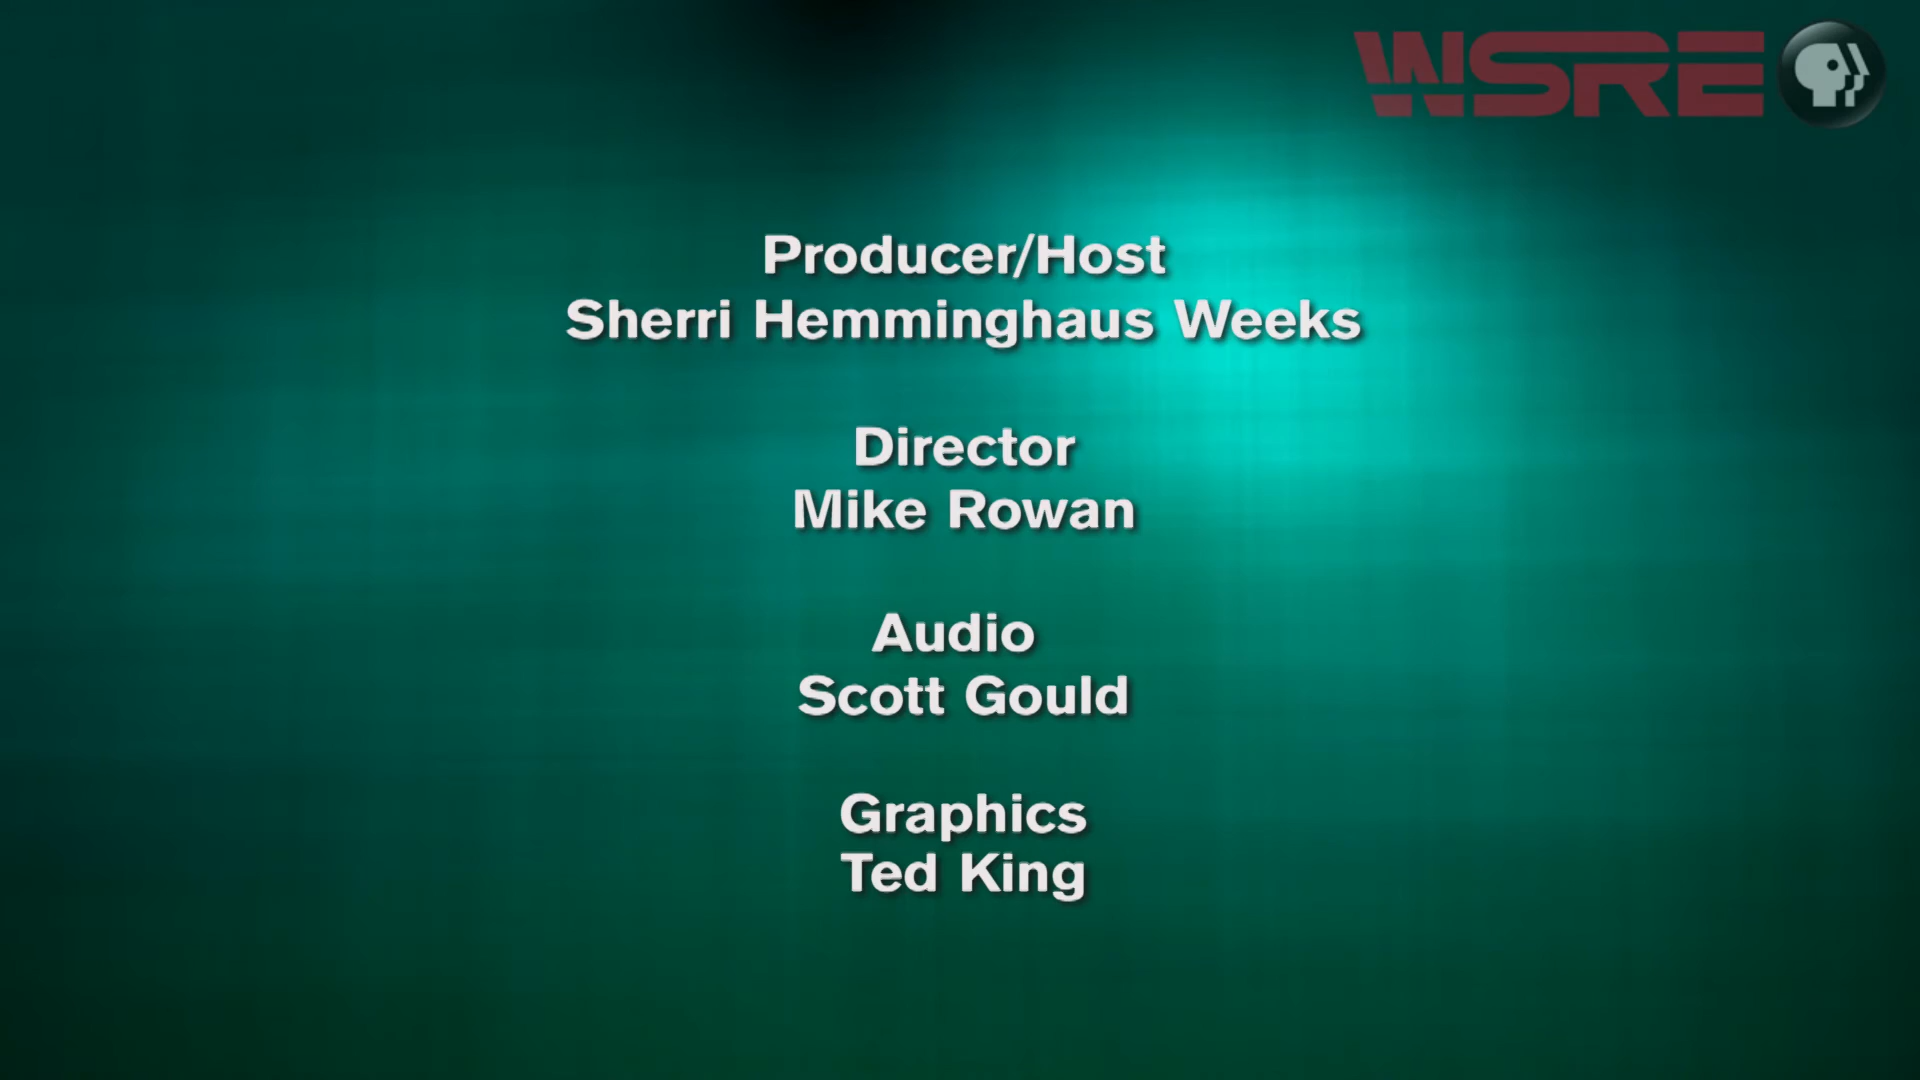 WSRE
Producer/Host
Sherri Hemminghaus Weeks
Director
Mike Rowan
Audio
Scott Gould
Graphics
Ted King